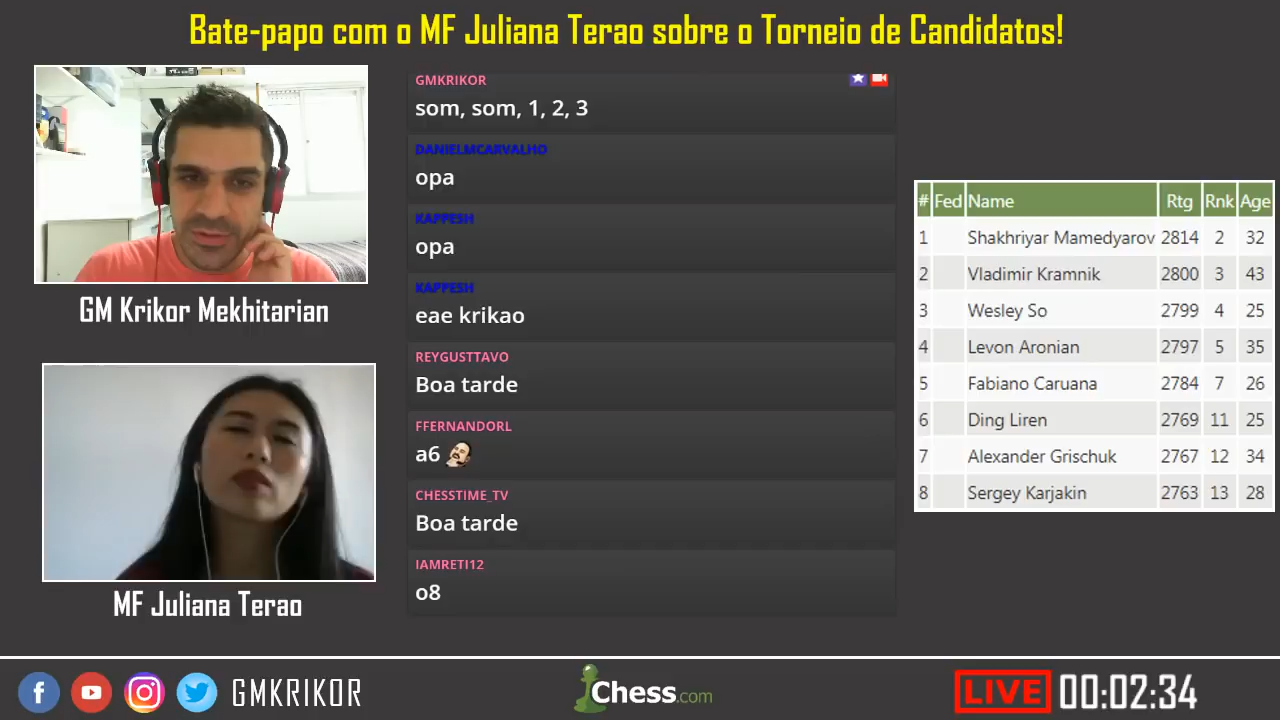 Bate-papo com o MF Juliana Terao sobre o Torneio de Candidatos!
GM Krikor Mekhitarian
MF Juliana Terao
GMKRIKOR
som, som, 1, 2, 3
DANIELMCARVALHO
opa
KAPPESH
opa
KAPPESH
eae krikao
REYGUSTTAVO
Boa tarde
FFERNANDORL
a6
CHESSTIME_TV
Boa tarde
IAMRETI12
o8
# Fed Name Rtg Rnk Age
1 Shakhriyar Mamedyarov 2814 2 32
2 Vladimir Kramnik 2800 3 43
3 Wesley So 2799 4 25
4 Levon Aronian 2797 5 35
5 Fabiano Caruana 2784 7 26
6 Ding Liren 2769 11 25
7 Alexander Grischuk 2767 12 34
8 Sergey Karjakin 2763 13 28
GMKRIKOR
Chess.com
LIVE 00:02:34